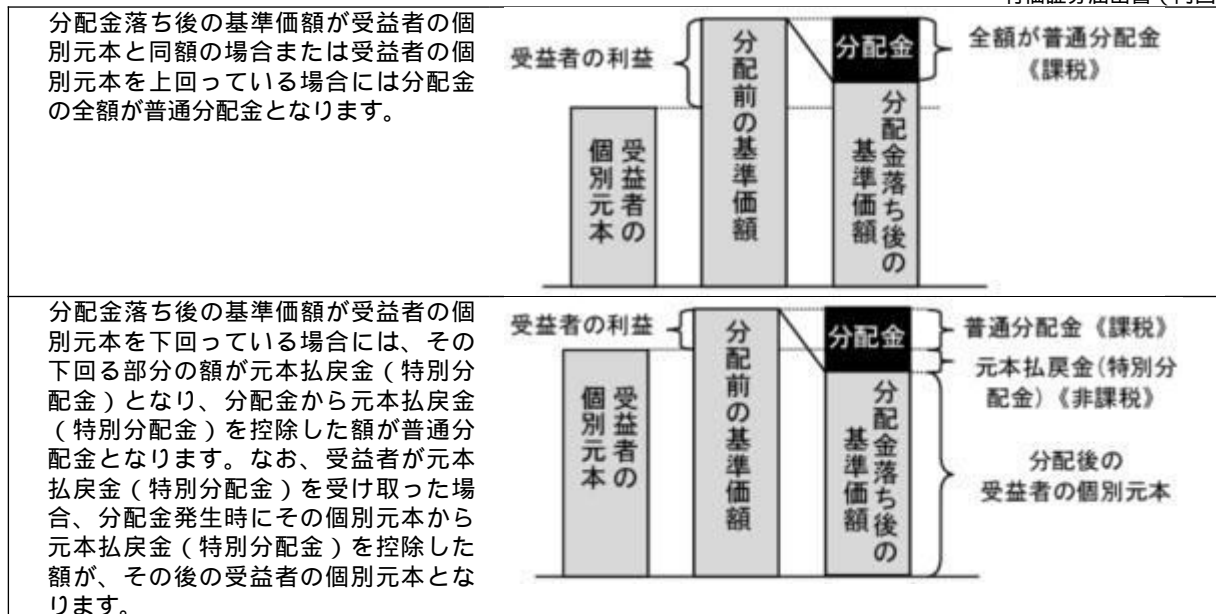 分配金落ち後の基準価額が受益者の個
別元本と同額の場合または受益者の個
別元本を上回っている場合には分配金
の全額が普通分配金となります。
受益者の利益
分配前の基準価額
分配金
全額が普通分配金
《課税》
受益者の
個別元本
分配金落ち後の
基準価額
分配金落ち後の基準価額が受益者の個
別元本を下回っている場合には、その
下回る部分の額が元本払戻金(特別分
配金)となり、分配金から元本払戻金
(特別分配金)を控除した額が普通分
配金となります。なお、受益者が元本
払戻金(特別分配金)を受け取った場
合、分配金発生時にその個別元本から
元本払戻金(特別分配金)を控除した
額が、その後の受益者の個別元本とな
ります。
受益者の利益
分配前の基準価額
分配金
普通分配金《課税》
元本払戻金(特別分
配金)《非課税》
受益者の
個別元本
分配金落ち後の
基準価額
分配後の
受益者の個別元本